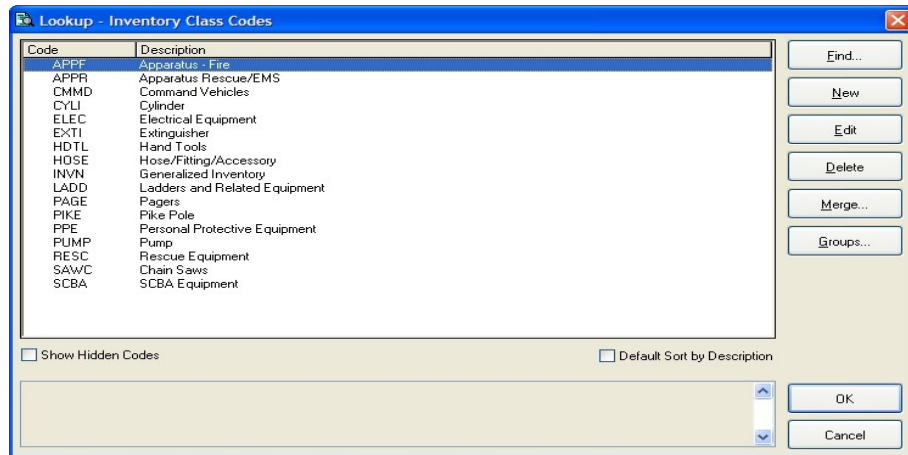 Lookup - Inventory Class Codes
Code Description
APPF Apparatus - Fire
APPR Apparatus Rescue/EMS
CMMD Command Vehicles
CYLI Cylinder
ELEC Electrical Equipment
EXTI Extinguisher
HDTL Hand Tools
HOSE Hose/Fitting/Accessory
INVN Generalized Inventory
LADD Ladders and Related Equipment
PAGE Pagers
PIKE Pike Pole
PPE Personal Protective Equipment
PUMP Pump
RESC Rescue Equipment
SAWC Chain Saws
SCBA SCBA Equipment
Find...
New
Edit
Delete
Merge...
Groups...
Show Hidden Codes Default Sort by Description
OK
Cancel